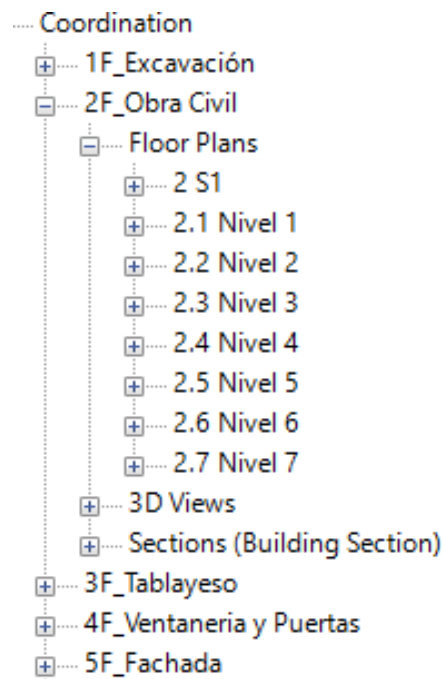 Coordination
1F_Excavación
2F_Obra Civil
Floor Plans
2 S1
2.1 Nivel 1
2.2 Nivel 2
2.3 Nivel 3
2.4 Nivel 4
2.5 Nivel 5
2.6 Nivel 6
2.7 Nivel 7
3D Views
Sections (Building Section)
3F_Tablayeso
4F_Ventaneria y Puertas
5F_Fachada